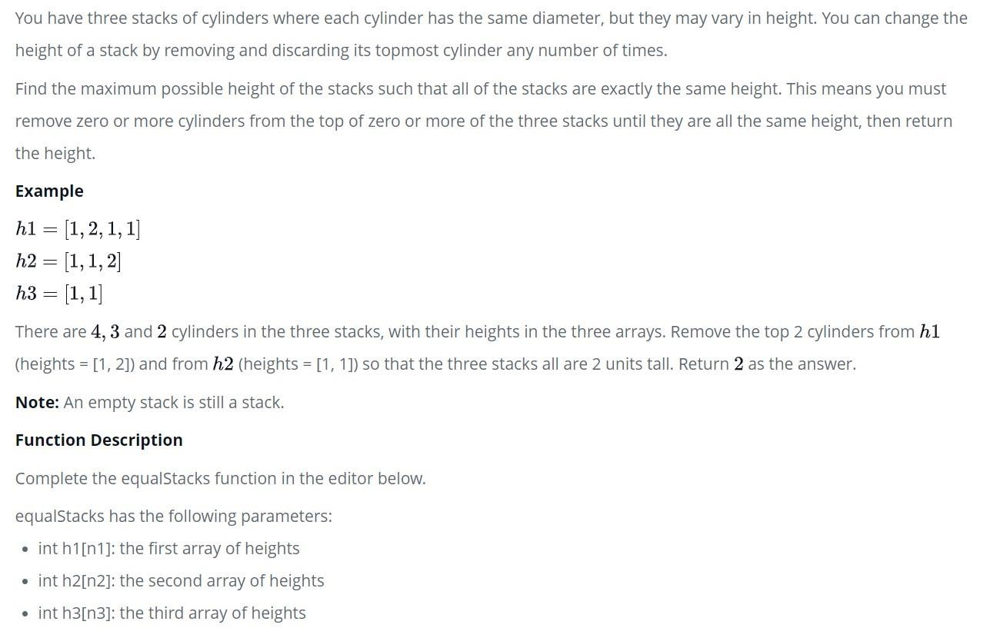 You have three stacks of cylinders where each cylinder has the same diameter, but they may vary in height. You can change the
height of a stack by removing and discarding its topmost cylinder any number of times.
Find the maximum possible height of the stacks such that all of the stacks are exactly the same height. This means you must
remove zero or more cylinders from the top of zero or more of the three stacks until they are all the same height, then return
the height.
Example
h1 = [1, 2, 1, 1]
h2 = [1, 1, 2]
h3 = [1, 1]
There are 4, 3 and 2 cylinders in the three stacks, with their heights in the three arrays. Remove the top 2 cylinders from h1
(heights = [1, 2]) and from h2 (heights = [1, 1]) so that the three stacks all are 2 units tall. Return 2 as the answer.
Note: An empty stack is still a stack.
Function Description
Complete the equalStacks function in the editor below.
equalStacks has the following parameters:
• int h1[n1]: the first array of heights
• int h2[n2]: the second array of heights
• int h3[n3]: the third array of heights